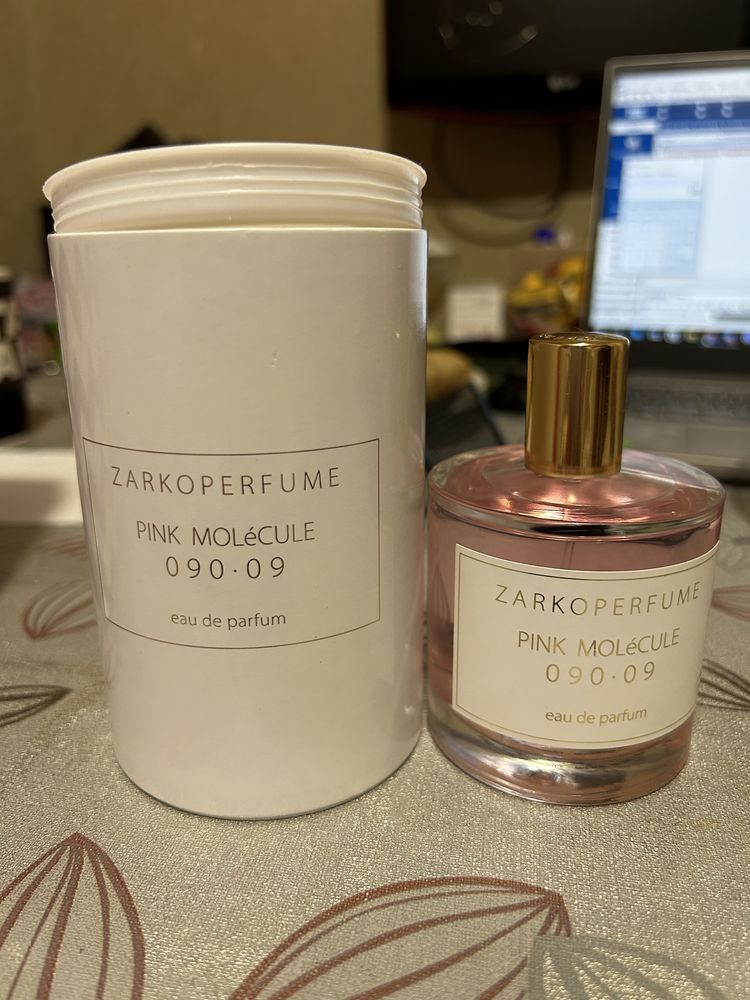 ZARKOPERFUME
PINK MOLéCULE
090·09
eau de parfum
ZARKOPERFUME
PINK MOLéCULE
090·09
eau de parfum